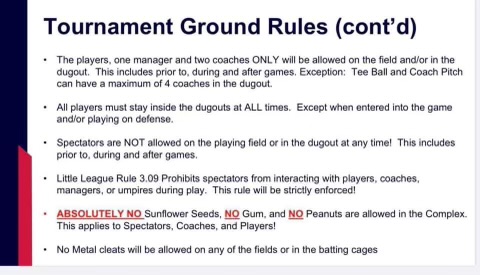 Tournament Ground Rules (cont’d)
• The players, one manager and two coaches ONLY will be allowed on the field and/or in the
dugout.  This includes prior to, during and after games. Exception:  Tee Ball and Coach Pitch
can have a maximum of 4 coaches in the dugout.
• All players must stay inside the dugouts at ALL times.  Except when entered into the game
and/or playing on defense.
• Spectators are NOT allowed on the playing field or in the dugout at any time!  This includes
prior to, during and after games.
• Little League Rule 3.09 Prohibits spectators from interacting with players, coaches,
managers, or umpires during play.  This rule will be strictly enforced!
• ABSOLUTELY NO Sunflower Seeds, NO Gum, and NO Peanuts are allowed in the Complex.
This applies to Spectators, Coaches, and Players!
• No Metal cleats will be allowed on any of the fields or in the batting cages